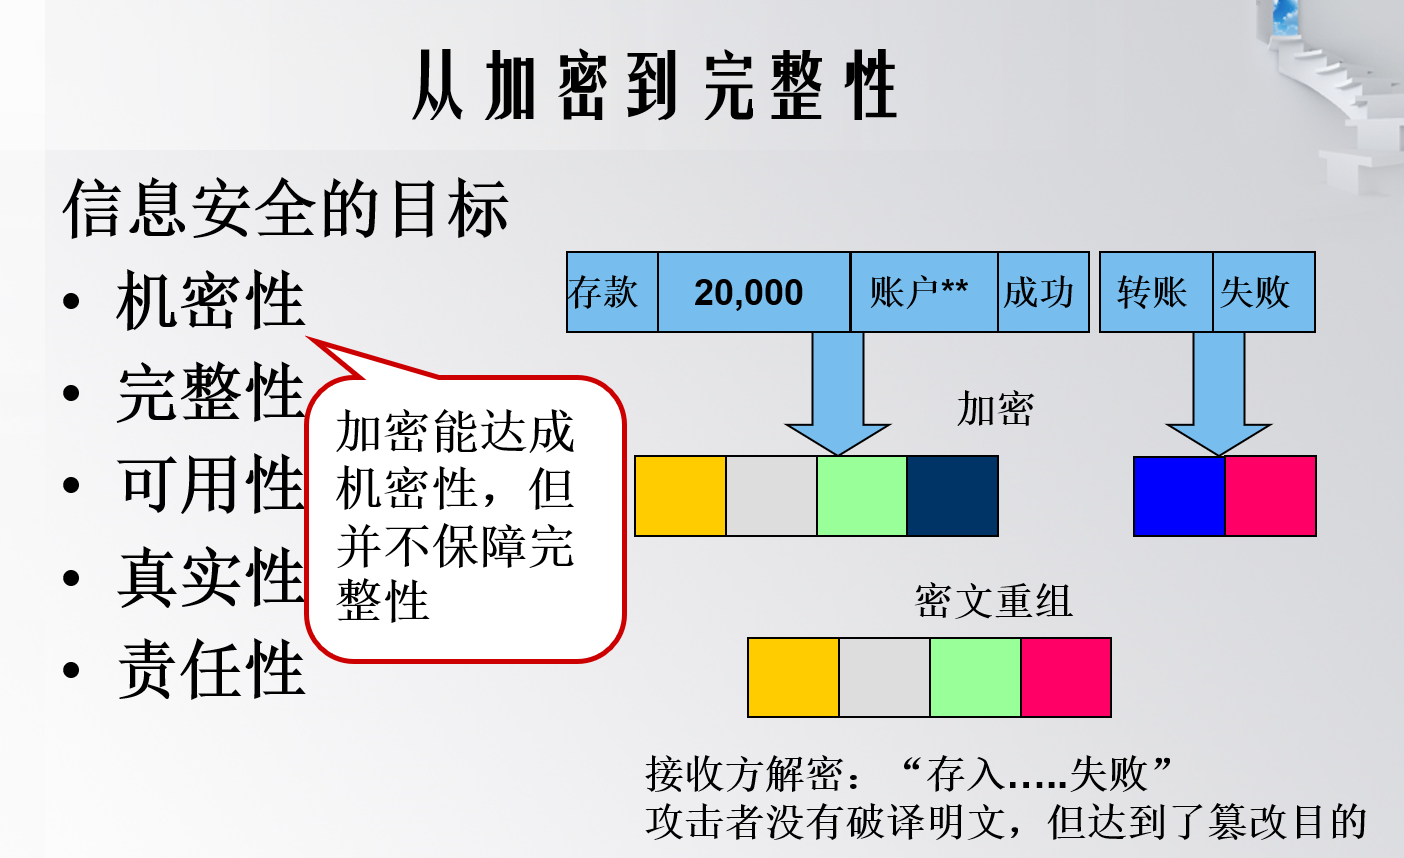 从加密到完整性
信息安全的目标
• 机密性
• 完整性
• 可用性
• 真实性
• 责任性
加密能达成
机密性，但
并不保障完
整性
存款 20,000 账户** 成功 转账 失败
加密
密文重组
接收方解密：“存入…..失败”
攻击者没有破译明文，但达到了篡改目的